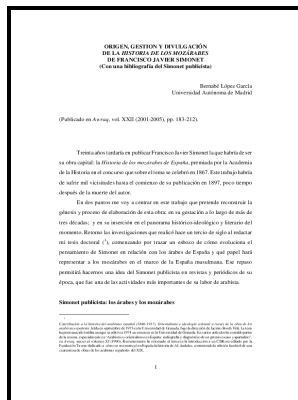 ORIGEN, GESTION Y DIVULGACIÓN
DE LA HISTORIA DE LOS MOZÁRABES
DE FRANCISCO JAVIER SIMONET
(Con una bibliografía del Simonet publicista)
Bernabé López García
Universidad Autónoma de Madrid
(Publicado en Awraq, vol. XXII (2001-2005), pp. 183-212).
Treinta años tardaría en publicar Francisco Javier Simonet la que habría de ser
su obra capital: la Historia de los mozárabes de España, premiada por la Academia
de la Historia en el concurso que sobre el tema se celebró en 1867. Este trabajo habría
de sufrir mil vicisitudes hasta el comienzo de su publicación en 1897, poco tiempo
después de la muerte del autor.
En dos puntos me voy a centrar en este trabajo que pretende reconstruir la
génesis y proceso de elaboración de esta obra: en su gestación a lo largo de más de
tres décadas; y en su inserción en el panorama histórico-ideológico y literario del
momento. Retomo las investigaciones que realicé hace un tercio de siglo al redactar
mi tesis doctoral (1), comenzando por trazar un esbozo de cómo evoluciona el
pensamiento de Simonet en relación con los árabes de España y qué papel hará
representar a los mozárabes en el marco de la España musulmana. Ese repaso
permitirá hacernos una idea del Simonet publicista en revistas y periódicos de su
época, que fue una de las actividades más importantes de su labor de arabista.
Simonet publicista: los árabes y los mozárabes
1